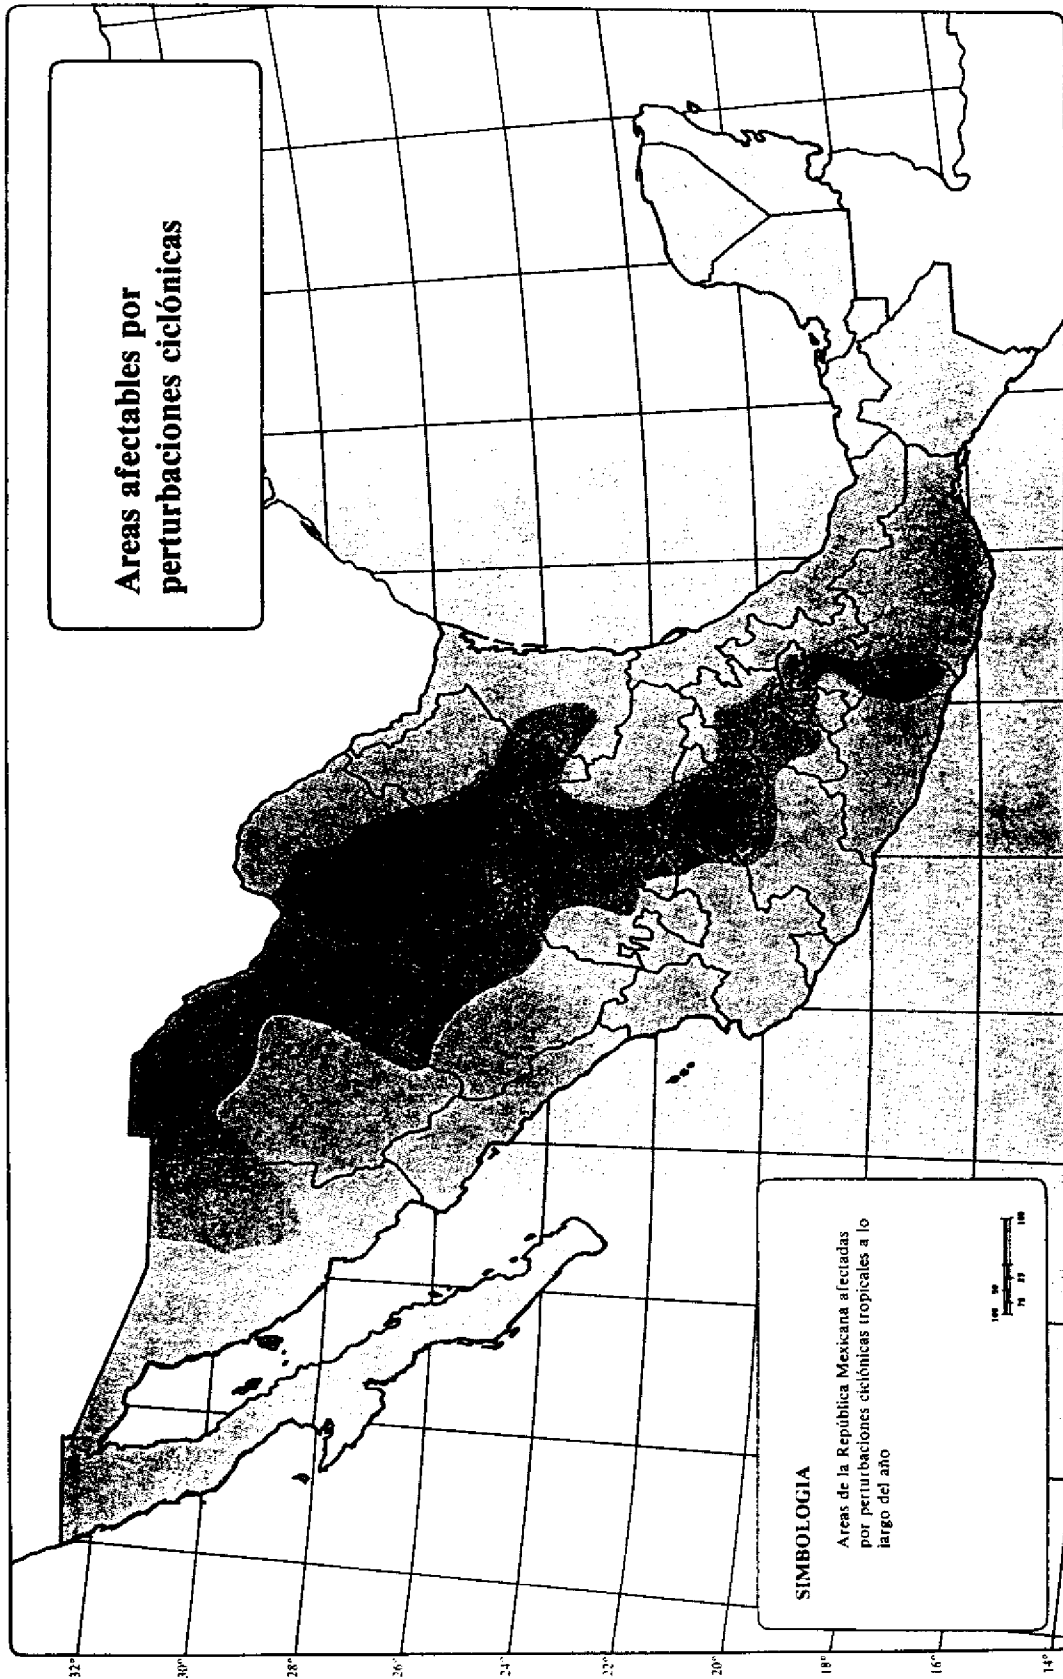 Areas afectables por
perturbaciones ciclónicas
SIMBOLOGIA
Areas de la República Mexicana afectadas
por perturbaciones ciclónicas tropicales a lo
largo del año
32°
30°
28°
26°
24°
22°
20°
18°
16°
14°